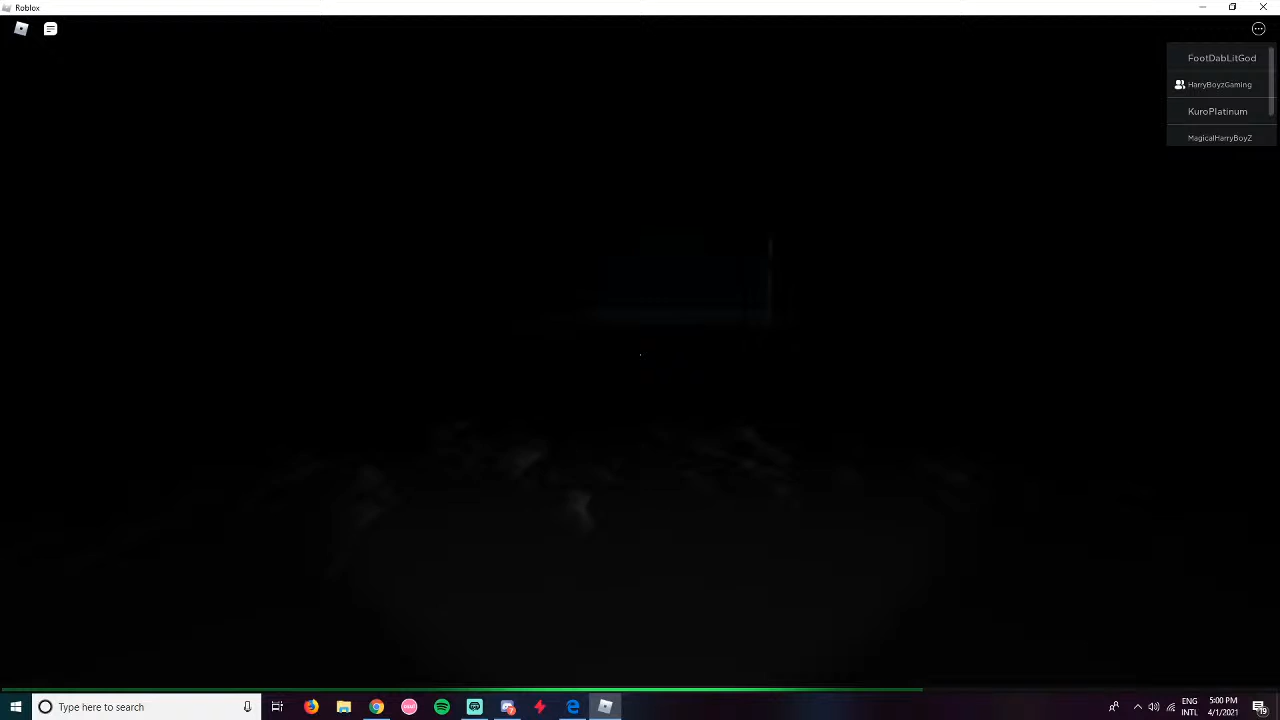 Roblox
FootDabLitGod
HarryBoyzGaming
KuroPlatinum
MagicalHarryBoyZ
Type here to search
ENG
INTL
5:00 PM
4/1/2021